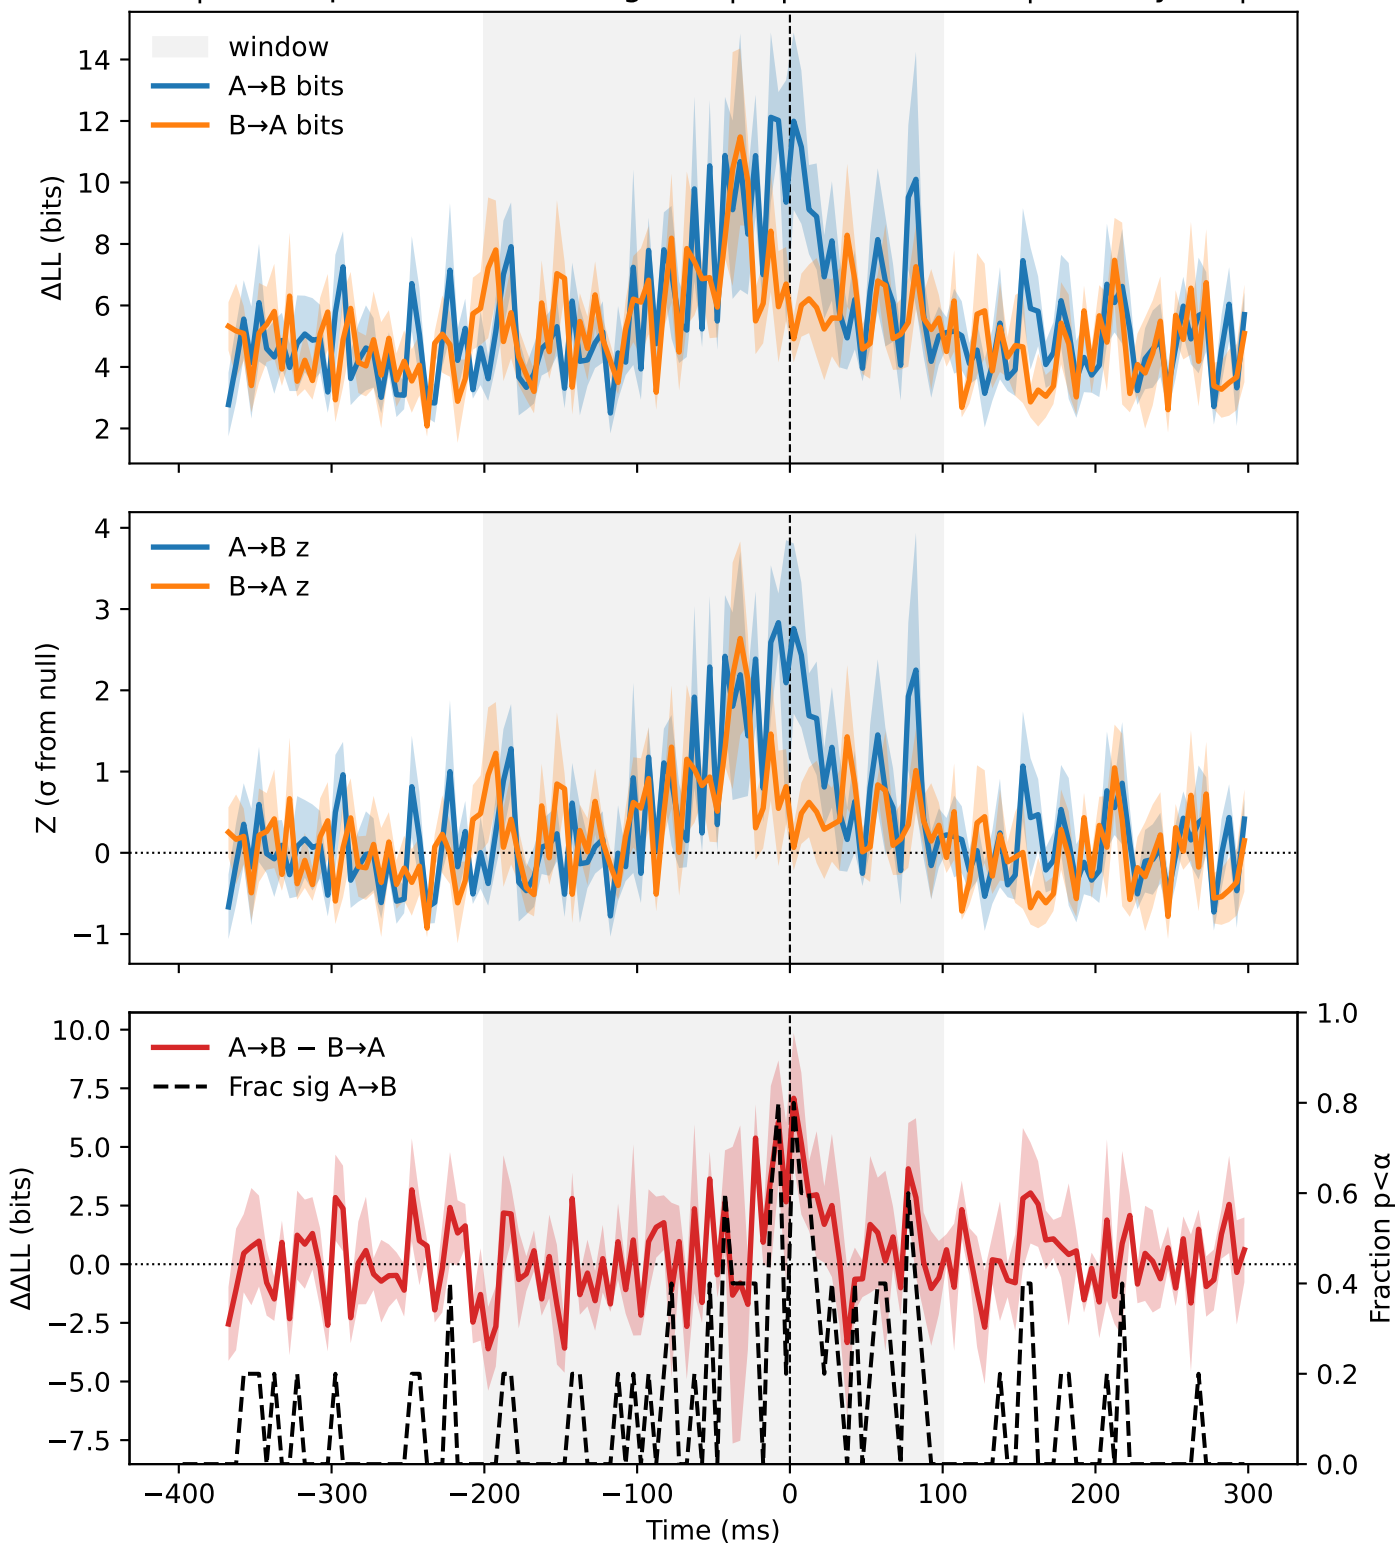 window
A→B bits
B→A bits
14
12
10
8
6
4
2
ΔLL (bits)
A→B z
B→A z
4
3
2
1
0
−1
Z (σ from null)
A→B − B→A
Frac sig A→B
10.0
7.5
5.0
2.5
0.0
−2.5
−5.0
−7.5
ΔΔLL (bits)
1.0
0.8
0.6
0.4
0.2
0.0
Fraction p<α
−400 −300 −200 −100 0 100 200 300
Time (ms)